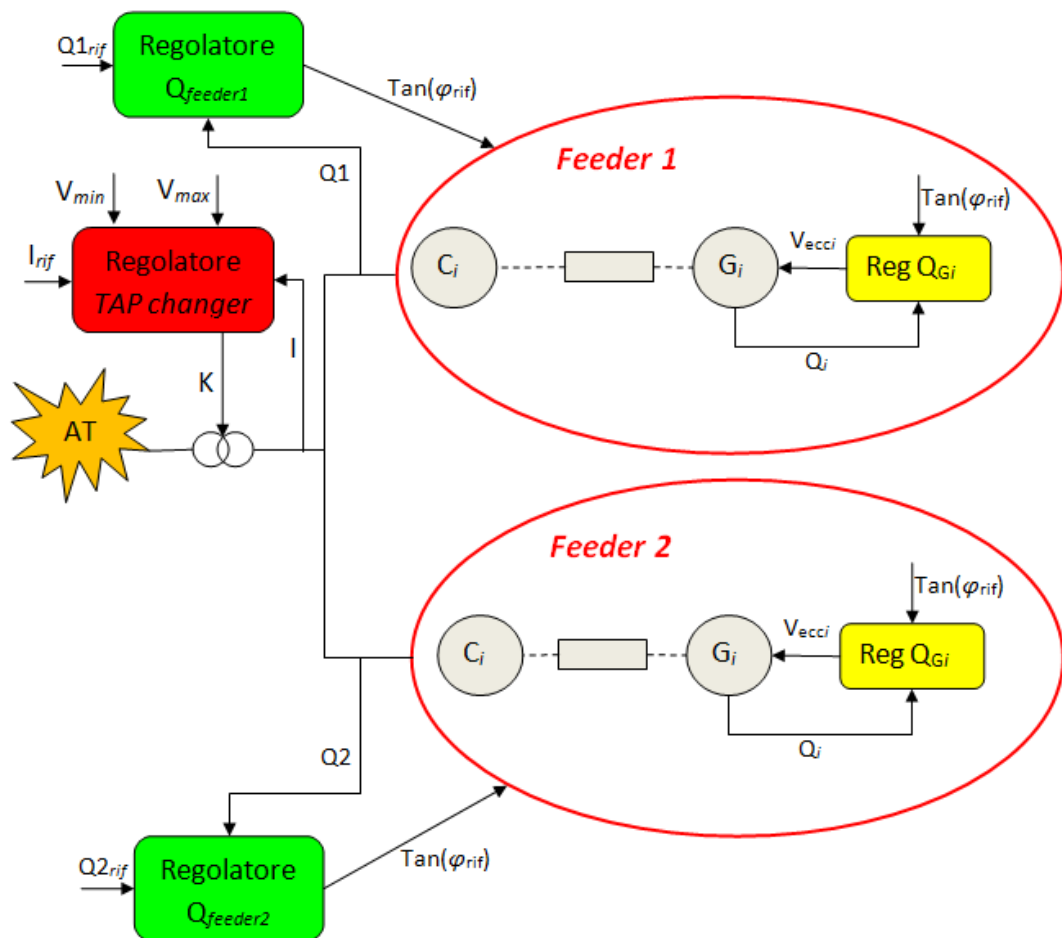 Q1rif
Regolatore
Qfeeder1
Tan(φrif)
Q1
Feeder 1
Vmin
Vmax
Tan(φrif)
Irif
Regolatore
TAP changer
Ci
Gi
Vecci
Reg QGi
I
Qi
K
AT
Feeder 2
Tan(φrif)
Ci
Gi
Vecci
Reg QGi
Qi
Q2
Tan(φrif)
Q2rif
Regolatore
Qfeeder2